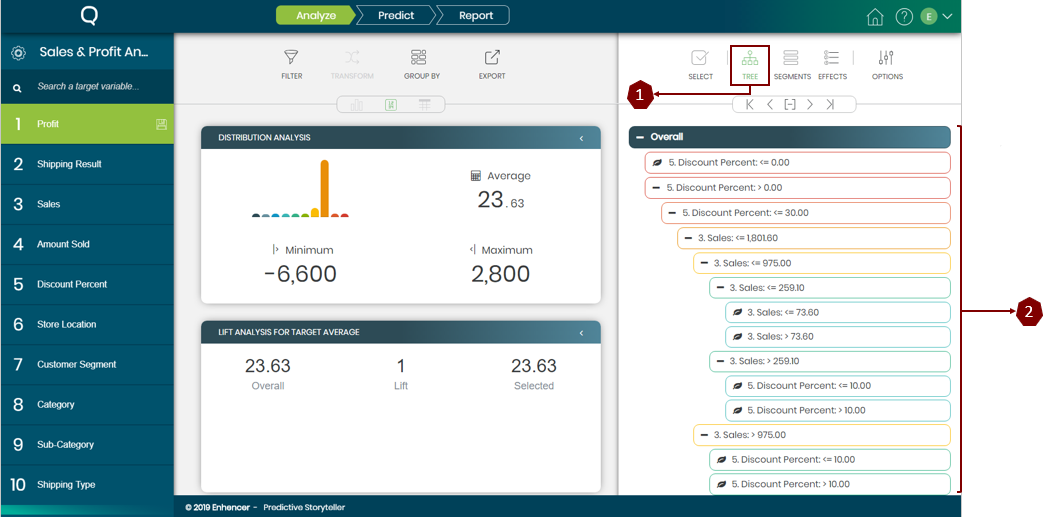 Analyze
Predict
Report
E
Sales & Profit An...
Search a target variable...
1 Profit
2 Shipping Result
3 Sales
4 Amount Sold
5 Discount Percent
6 Store Location
7 Customer Segment
8 Category
9 Sub-Category
10 Shipping Type
FILTER
TRANSFORM
GROUP BY
EXPORT
DISTRIBUTION ANALYSIS
Average
23.63
Minimum
-6,600
Maximum
2,800
LIFT ANALYSIS FOR TARGET AVERAGE
23.63
Overall
1
Lift
23.63
Selected
SELECT
TREE
SEGMENTS
EFFECTS
OPTIONS
1
Overall
5. Discount Percent: <= 0.00
5. Discount Percent: > 0.00
5. Discount Percent: <= 30.00
3. Sales: <= 1,801.60
3. Sales: <= 975.00
3. Sales: <= 259.10
3. Sales: <= 73.60
3. Sales: > 73.60
3. Sales: > 259.10
5. Discount Percent: <= 10.00
5. Discount Percent: > 10.00
3. Sales: > 975.00
5. Discount Percent: <= 10.00
5. Discount Percent: > 10.00
2
© 2019 Enhencer - Predictive Storyteller